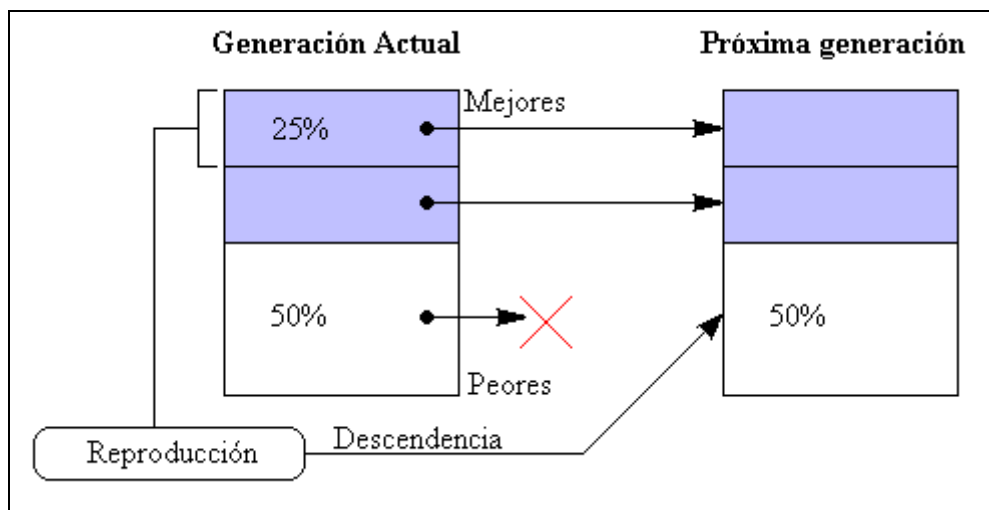 Generación Actual
Próxima generación
Mejores
25%
50%
50%
Peores
Reproducción
Descendencia